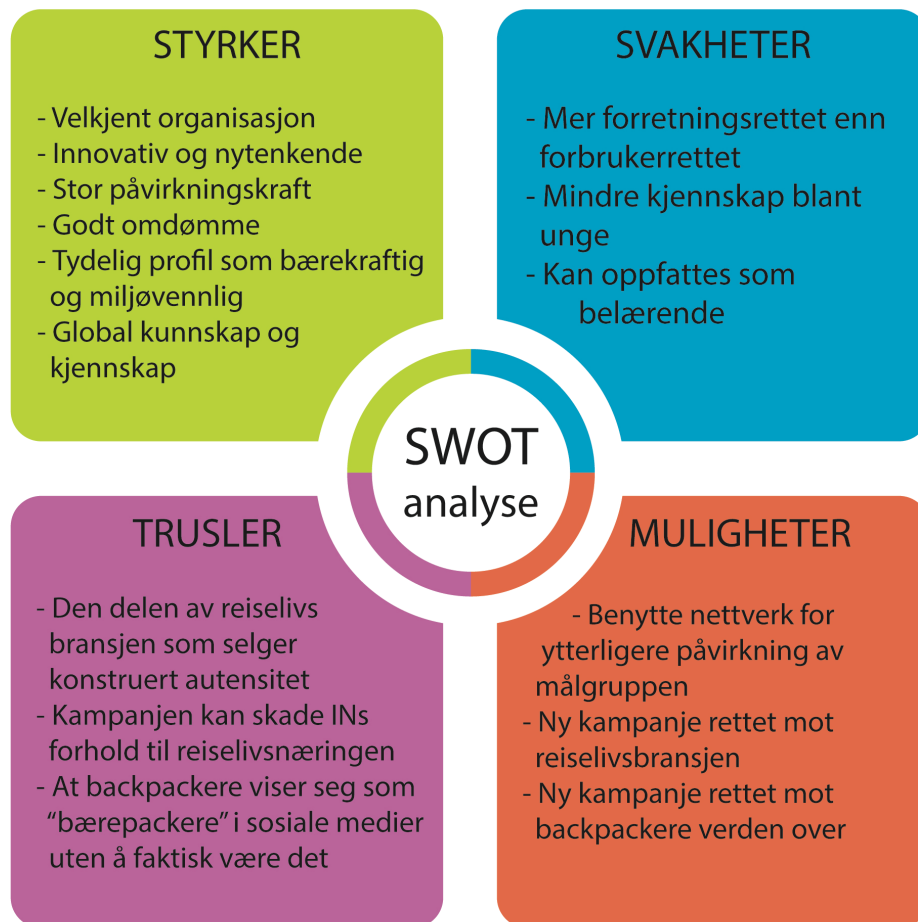 STYRKER
- Velkjent organisasjon
- Innovativ og nytenkende
- Stor påvirkningskraft
- Godt omdømme
- Tydelig profil som bærekraftig
og miljøvennlig
- Global kunnskap og
kjennskap
SVAKHETER
- Mer forretningsrettet enn
forbrukerrettet
- Mindre kjennskap blant
unge
- Kan oppfattes som
belærende
SWOT
analyse
TRUSLER
- Den delen av reiselivs
bransjen som selger
konstruert autensitet
- Kampanjen kan skade INs
forhold til reiselivsnæringen
- At backpackere viser seg som
“bærepackere” i sosiale medier
uten å faktisk være det
MULIGHETER
- Benytte nettverk for
ytterligere påvirkning av
målgruppen
- Ny kampanje rettet mot
reiselivsbransjen
- Ny kampanje rettet mot
backpackere verden over